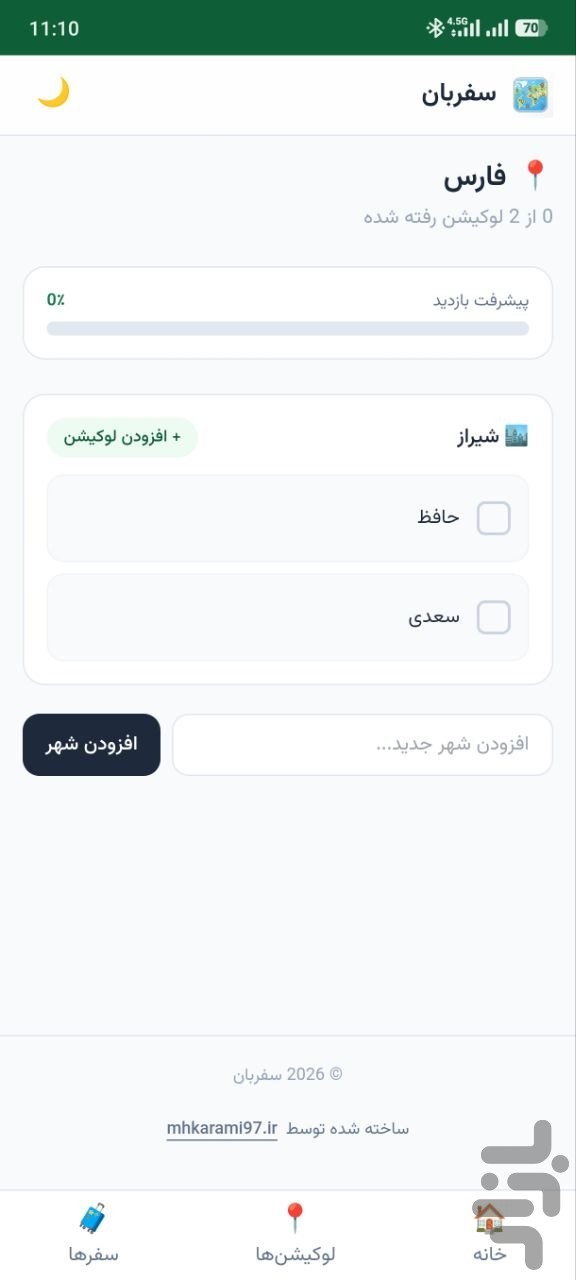 11:10
4.5G
70
سفربان
فارس
0 از 2 لوکیشن رفته شده
پیشرفت بازدید
0٪
شیراز
+ افزودن لوکیشن
حافظ
سعدی
افزودن شهر جدید...
افزودن شهر
© 2026 سفربان
ساخته شده توسط mhkarami97.ir
خانه
لوکیشن‌ها
سفرها